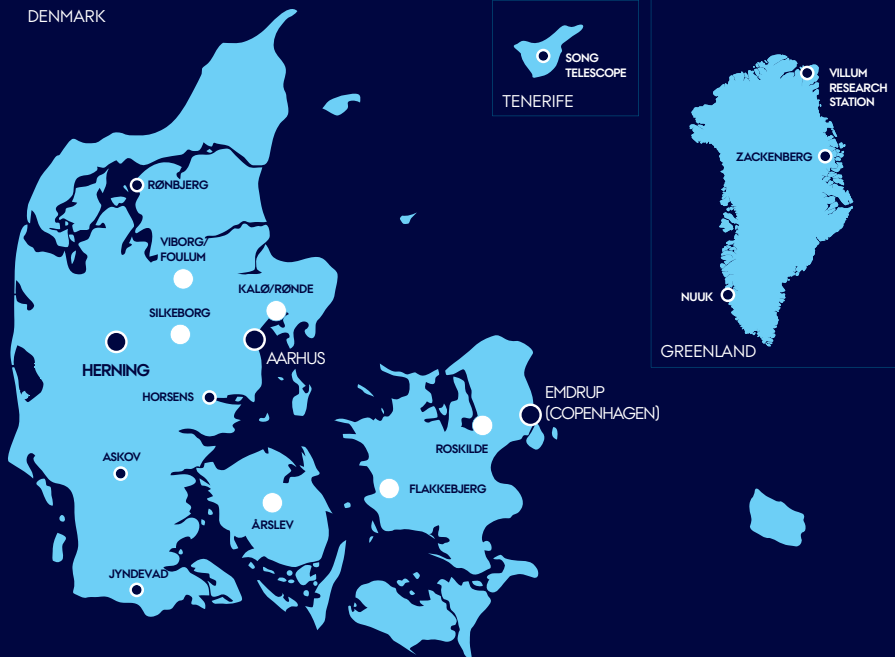 DENMARK
SONG
TELESCOPE
TENERIFE
VILLUM
RESEARCH
STATION
ZACKENBERG
NUUK
GREENLAND
RØNBJERG
VIBORG/
FOULUM
KALØ/RØNDE
SILKEBORG
HERNING
AARHUS
HORSENS
EMDRUP
(COPENHAGEN)
ROSKILDE
ASKOV
FLAKKEBJERG
ÅRSLEV
JYNDEVAD